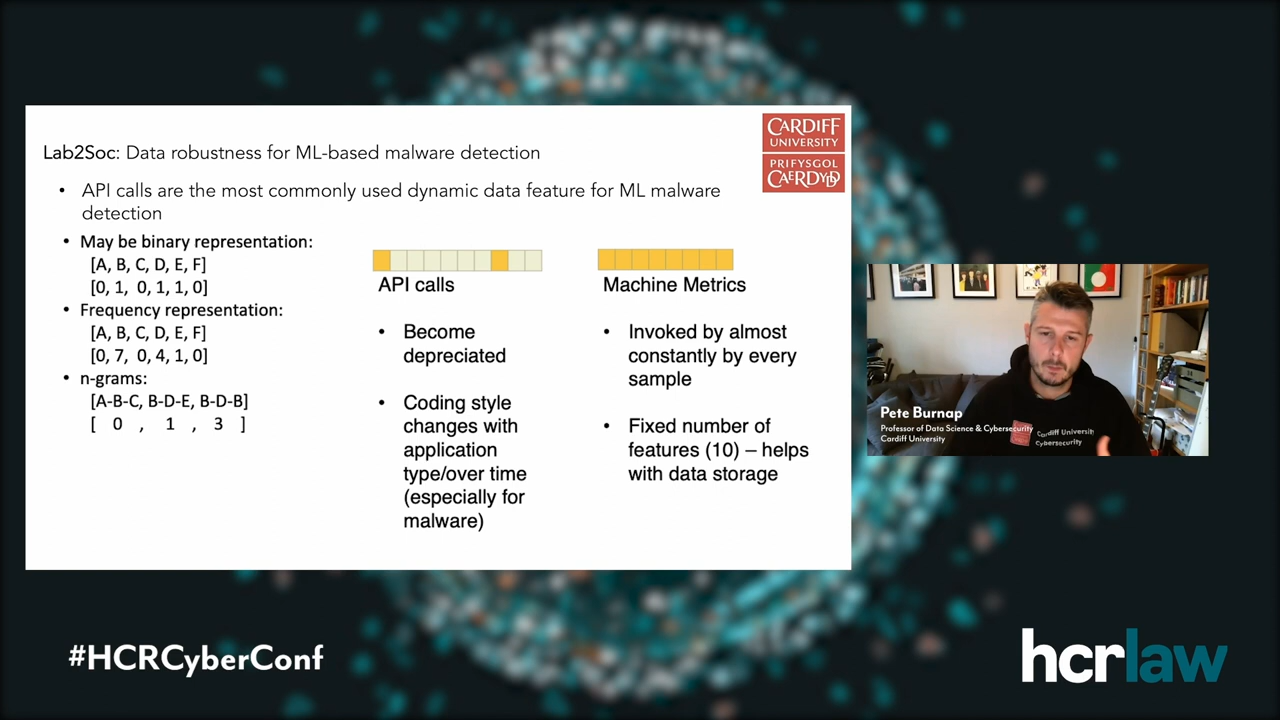 CARDIFF
UNIVERSITY
PRIFYSGOL
CAERDYDD
Lab2Soc: Data robustness for ML-based malware detection
• API calls are the most commonly used dynamic data feature for ML malware
detection
• May be binary representation:
[A, B, C, D, E, F]
[0, 1, 0, 1, 1, 0]
• Frequency representation:
[A, B, C, D, E, F]
[0, 7, 0, 4, 1, 0]
• n-grams:
[A-B-C, B-D-E, B-D-B]
[ 0 , 1 , 3 ]
API calls
• Become
depreciated
• Coding style
changes with
application
type/over time
(especially for
malware)
Machine Metrics
• Invoked by almost
constantly by every
sample
• Fixed number of
features (10) – helps
with data storage
Pete Burnap
Professor of Data Science & Cybersecurity
Cardiff University
Cardiff University
Cybersecurity
#HCRCyberConf
hcrlaw